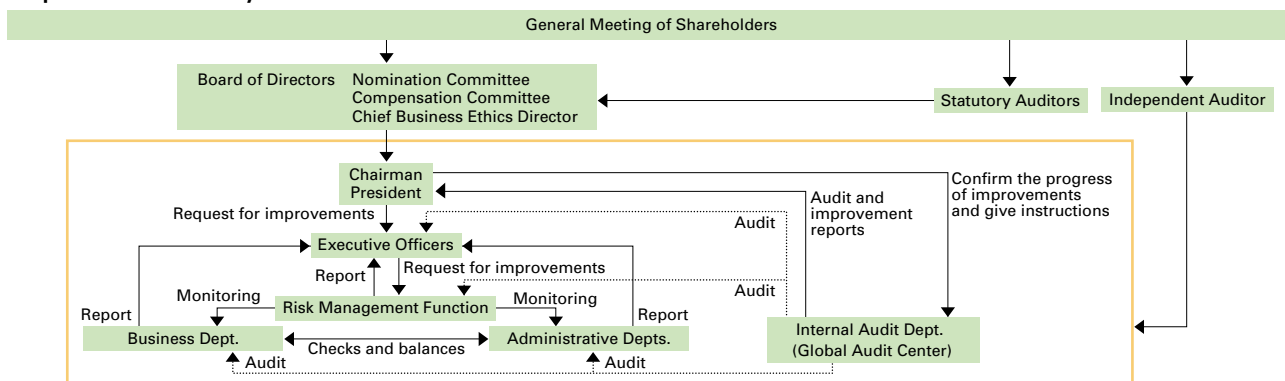 General Meeting of Shareholders
Board of Directors Nomination Committee
Compensation Committee
Chief Business Ethics Director
Statutory Auditors
Independent Auditor
Chairman
President
Confirm the progress
of improvements
and give instructions
Audit and
improvement
reports
Request for improvements
Audit
Executive Officers
Report
Request for improvements
Audit
Monitoring
Risk Management Function
Monitoring
Report
Report
Business Dept.
Checks and balances
Administrative Depts.
Internal Audit Dept.
(Global Audit Center)
Audit
Audit